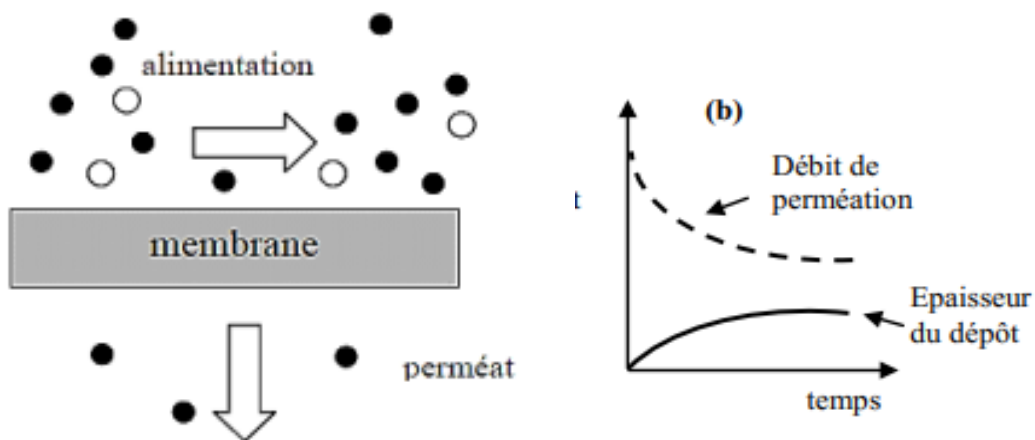 alimentation
membrane
perméat
(b)
t
Débit de
perméation
Epaisseur
du dépôt
temps